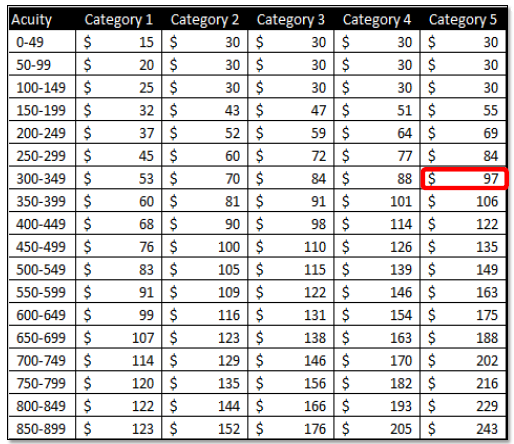 Acuity Category 1 Category 2 Category 3 Category 4 Category 5
0-49 $ 15 $ 30 $ 30 $ 30 $ 30
50-99 $ 20 $ 30 $ 30 $ 30 $ 30
100-149 $ 25 $ 30 $ 30 $ 30 $ 30
150-199 $ 32 $ 43 $ 47 $ 51 $ 55
200-249 $ 37 $ 52 $ 59 $ 64 $ 69
250-299 $ 45 $ 60 $ 72 $ 77 $ 84
300-349 $ 53 $ 70 $ 84 $ 88 $ 97
350-399 $ 60 $ 81 $ 91 $ 101 $ 106
400-449 $ 68 $ 90 $ 98 $ 114 $ 122
450-499 $ 76 $ 100 $ 110 $ 126 $ 135
500-549 $ 83 $ 105 $ 115 $ 139 $ 149
550-599 $ 91 $ 109 $ 122 $ 146 $ 163
600-649 $ 99 $ 116 $ 131 $ 154 $ 175
650-699 $ 107 $ 123 $ 138 $ 163 $ 188
700-749 $ 114 $ 129 $ 146 $ 170 $ 202
750-799 $ 120 $ 135 $ 156 $ 182 $ 216
800-849 $ 122 $ 144 $ 166 $ 193 $ 229
850-899 $ 123 $ 152 $ 176 $ 205 $ 243